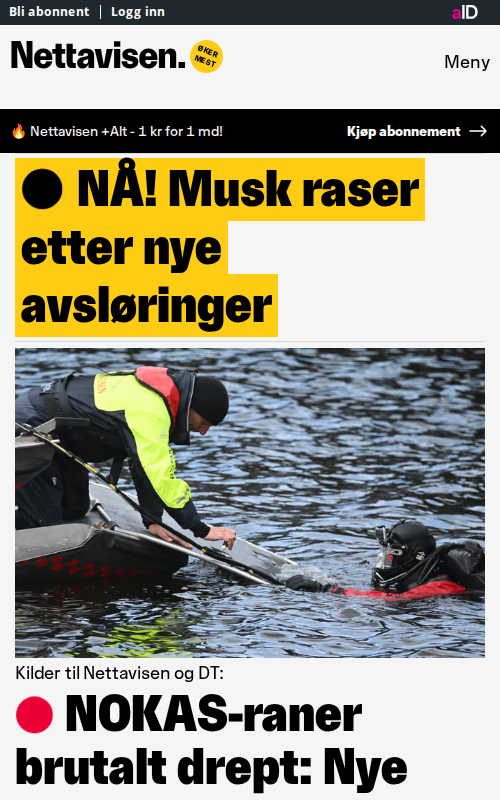 Bli abonnent | Logg inn
aID
Nettavisen.
ØKER
MEST
Meny
🔥 Nettavisen +Alt - 1 kr for 1 md!
Kjøp abonnement →
NÅ! Musk raser
etter nye
avsløringer
Kilder til Nettavisen og DT:
NOKAS-raner
brutalt drept: Nye